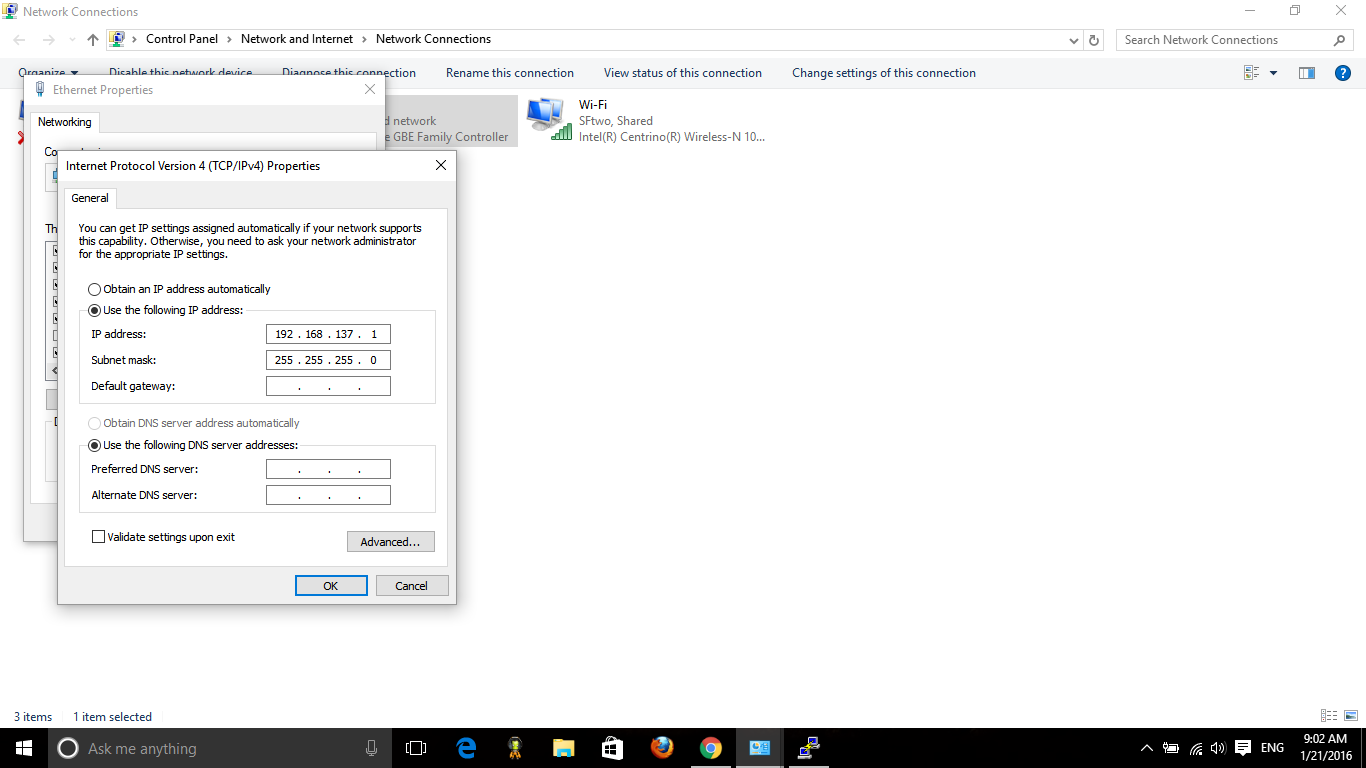 Network Connections
Control Panel
Network and Internet
Network Connections
Search Network Connections
Organize
Disable this network device
Diagnose this connection
Rename this connection
View status of this connection
Change settings of this connection
Ethernet Properties
Networking
d network
GBE Family Controller
Wi-Fi
SFtwo, Shared
Intel(R) Centrino(R) Wireless-N 10...
Internet Protocol Version 4 (TCP/IPv4) Properties
General
You can get IP settings assigned automatically if your network supports
this capability. Otherwise, you need to ask your network administrator
for the appropriate IP settings.
Obtain an IP address automatically
Use the following IP address:
IP address: 192 . 168 . 137 . 1
Subnet mask: 255 . 255 . 255 . 0
Default gateway: . . .
Obtain DNS server address automatically
Use the following DNS server addresses:
Preferred DNS server: . . .
Alternate DNS server: . . .
Validate settings upon exit
Advanced...
OK
Cancel
3 items
1 item selected
Ask me anything
ENG
9:02 AM
1/21/2016